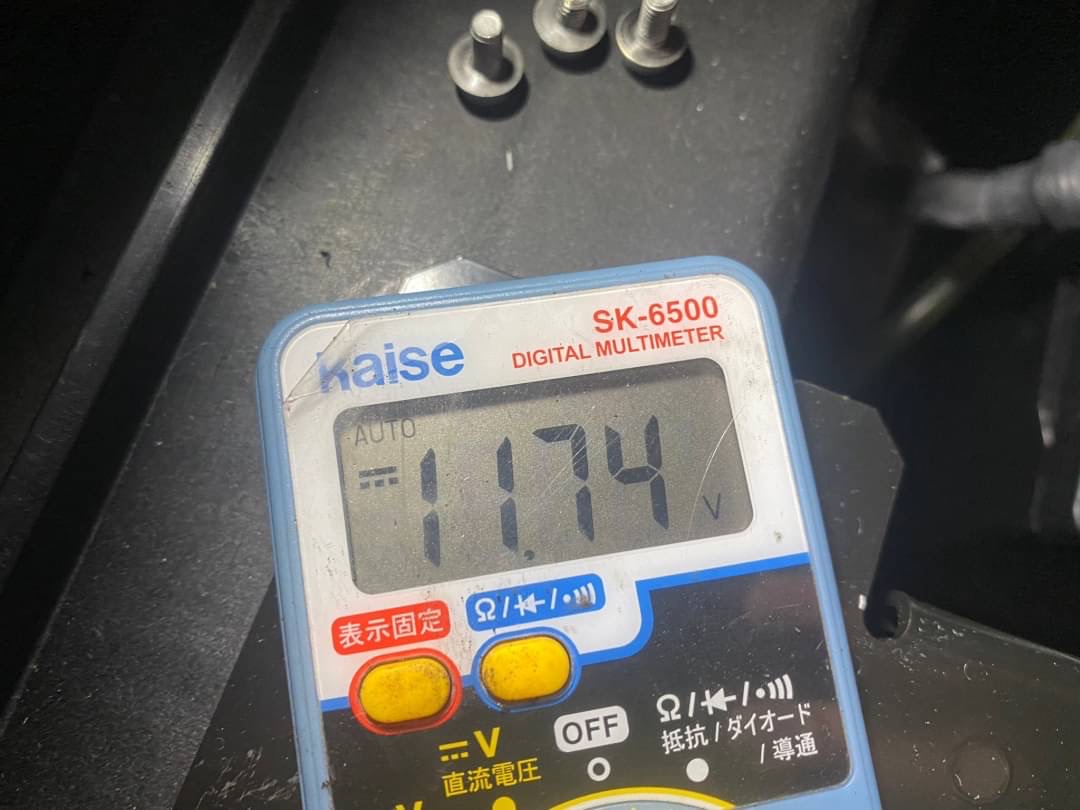 SK-6500
Kaise
DIGITAL MULTIMETER
AUTO
11.74
V
表示固定
Ω/
OFF
Ω/
V
抵抗/ダイオード
直流電圧
/導通
V